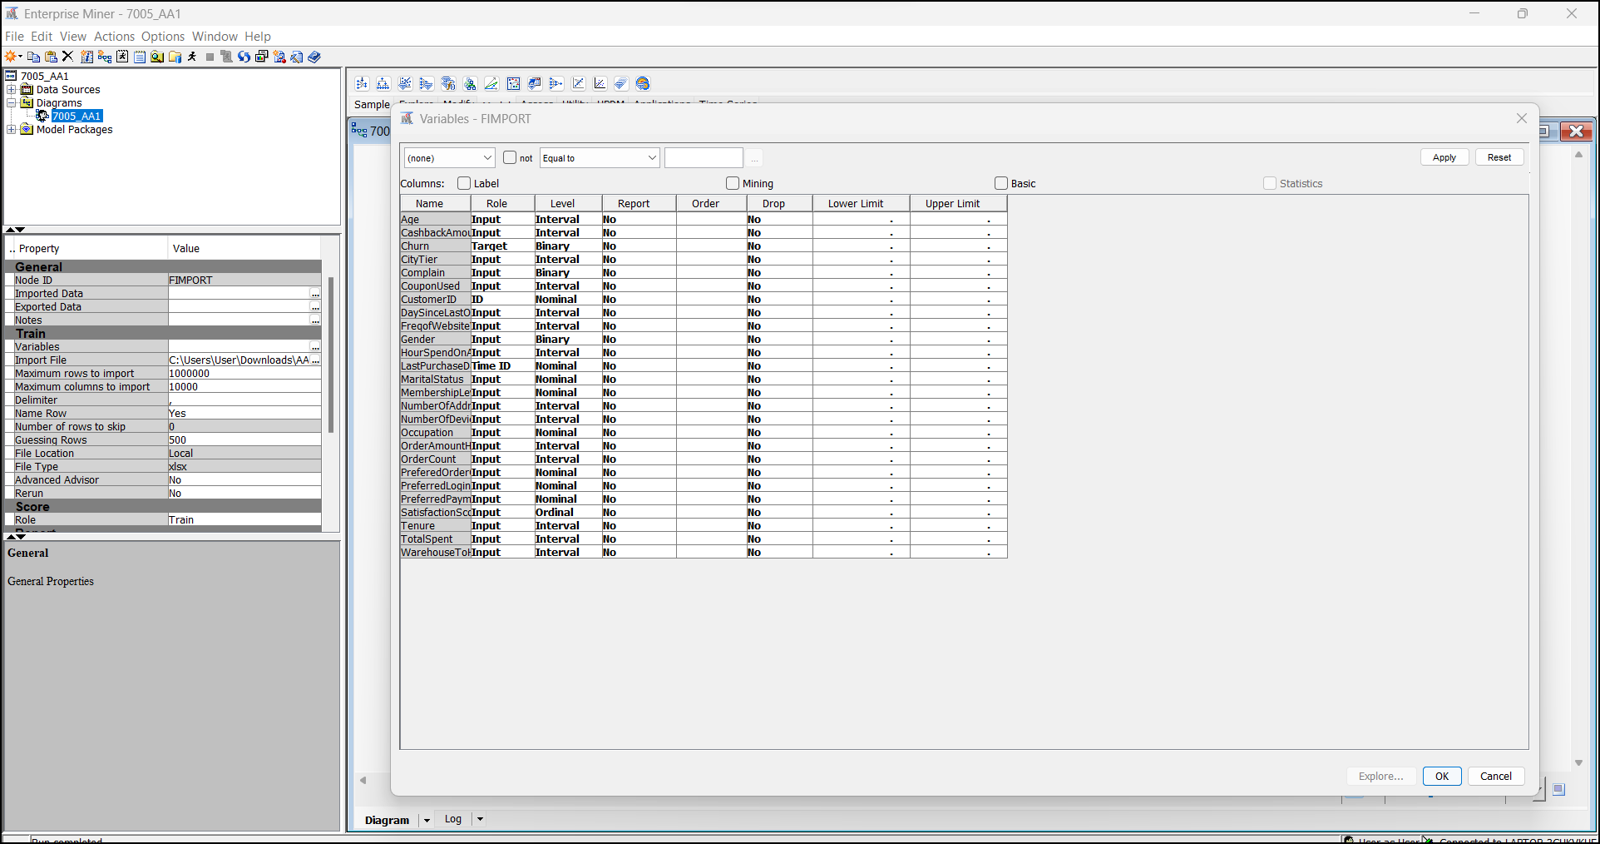 Enterprise Miner - 7005_AA1
File Edit View Actions Options Window Help
7005_AA1
Data Sources
Diagrams
7005_AA1
Model Packages
.. Property Value
General
Node ID FIMPORT
Imported Data ...
Exported Data ...
Notes ...
Train
Variables ...
Import File C:\Users\User\Downloads\AA ...
Maximum rows to import 1000000
Maximum columns to import 10000
Delimiter ,
Name Row Yes
Number of rows to skip 0
Guessing Rows 500
File Location Local
File Type xlsx
Advanced Advisor No
Rerun No
Score
Role Train
General
General Properties
Sample
700
Variables - FIMPORT
(none) not Equal to ... Apply Reset
Columns: Label Mining Basic Statistics
Name Role Level Report Order Drop Lower Limit Upper Limit
Age Input Interval No No . .
CashbackAmou Input Interval No No . .
Churn Target Binary No No . .
CityTier Input Interval No No . .
Complain Input Binary No No . .
CouponUsed Input Interval No No . .
CustomerID ID Nominal No No . .
DaySinceLastO Input Interval No No . .
FreqofWebsite Input Interval No No . .
Gender Input Binary No No . .
HourSpendOnA Input Interval No No . .
LastPurchaseD Time ID Nominal No No . .
MaritalStatus Input Nominal No No . .
MembershipLe Input Nominal No No . .
NumberOfAddr Input Interval No No . .
NumberOfDevi Input Interval No No . .
Occupation Input Nominal No No . .
OrderAmountH Input Interval No No . .
OrderCount Input Interval No No . .
PreferedOrder Input Nominal No No . .
PreferredLogin Input Nominal No No . .
PreferredPaym Input Nominal No No . .
SatisfactionSco Input Ordinal No No . .
Tenure Input Interval No No . .
TotalSpent Input Interval No No . .
WarehouseToH Input Interval No No . .
Explore... OK Cancel
Diagram Log
Run completed
User as User Connected to